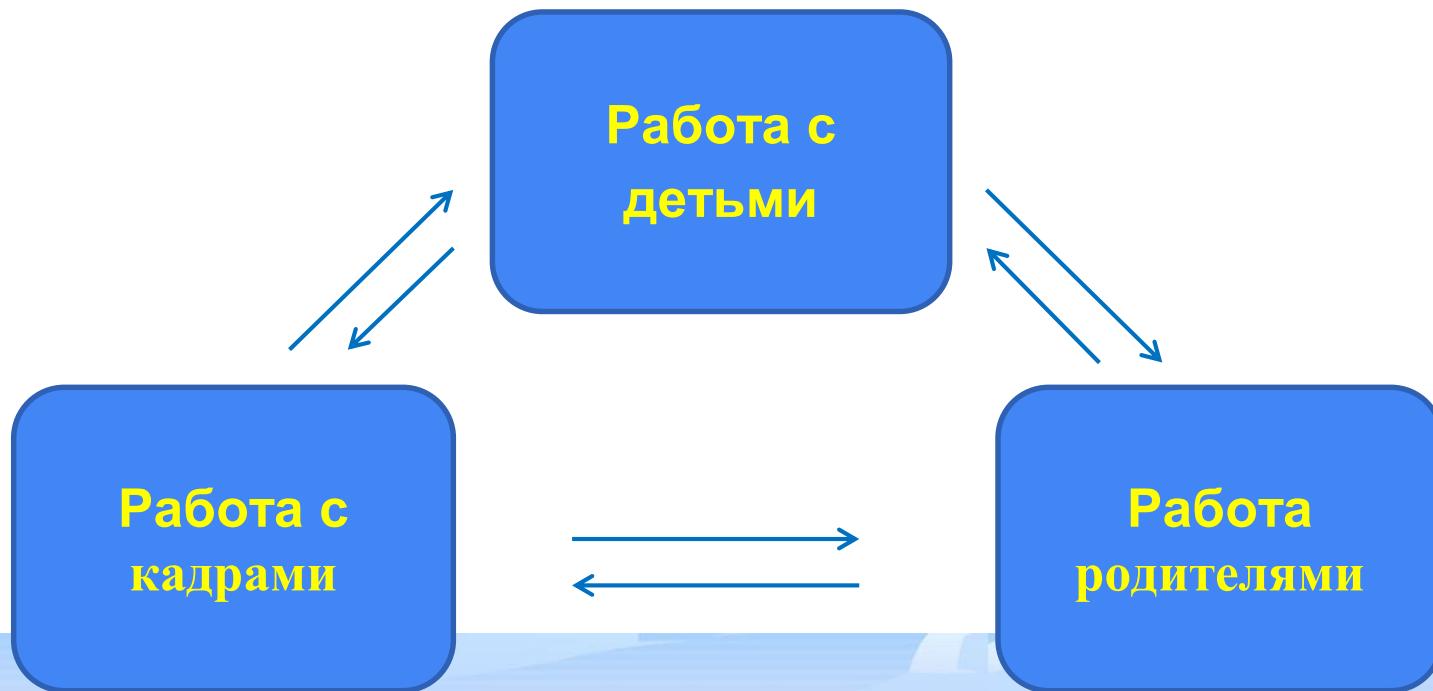 Работа с
детьми
Работа с
кадрами
Работа
родителями